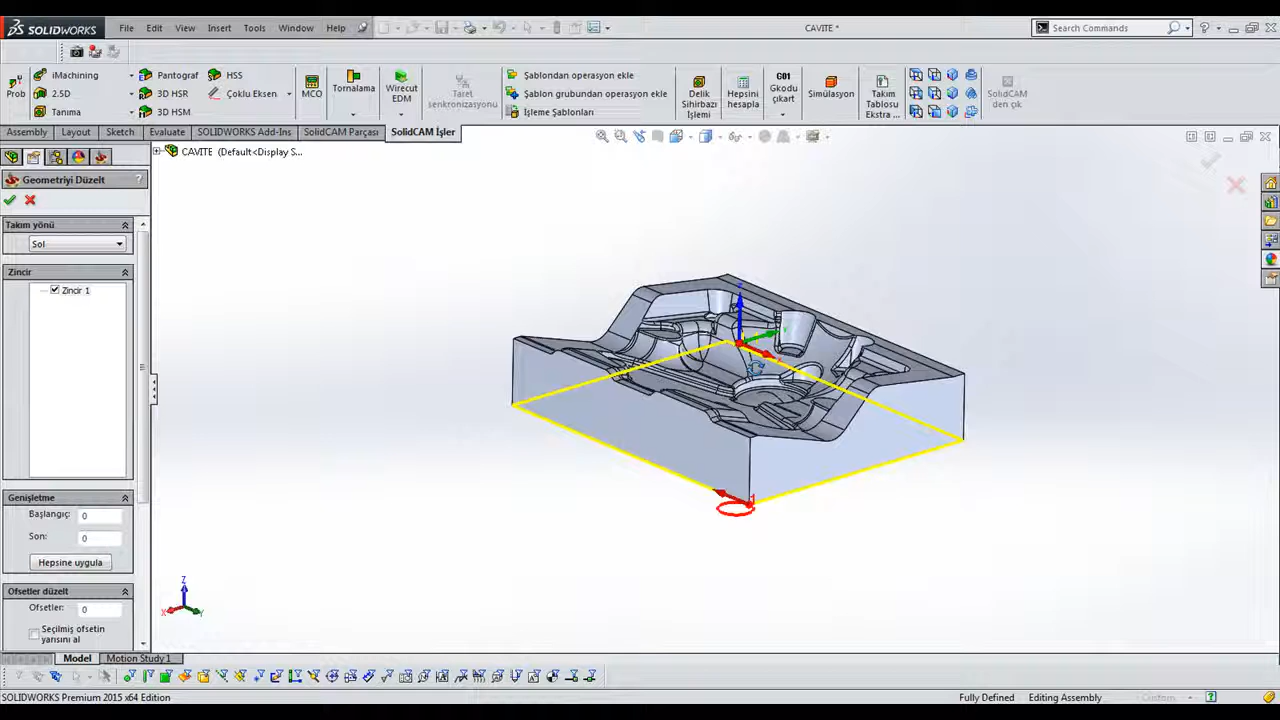 SOLIDWORKS File Edit View Insert Tools Window Help CAVITE * Search Commands
iMachining Pantograf HSS Şablondan operasyon ekle
2.5D 3D HSR Çoklu Eksen Şablon grubundan operasyon ekle
Tanıma 3D HSM İşleme Şablonları
Prob MCO Tornalama Wirecut EDM Taret senkronizasyonu Delik Sihirbazı İşlemi Hepsini hesapla G01 Gkodu çıkart Simülasyon Takım Tablosu Ekstra ... SolidCAM den çık
Assembly Layout Sketch Evaluate SOLIDWORKS Add-Ins SolidCAM Parçası SolidCAM İşler
CAVITE (Default<Display S...
Geometriyi Düzelt ?
Takım yönü
Sol
Zincir
Zincir 1
Genişletme
Başlangıç: 0
Son: 0
Hepsine uygula
Ofsetler düzelt
Ofsetler: 0
Seçilmiş ofsetin
yarısını al
Z
X Y
Model Motion Study 1
SOLIDWORKS Premium 2015 x64 Edition Fully Defined Editing Assembly Custom